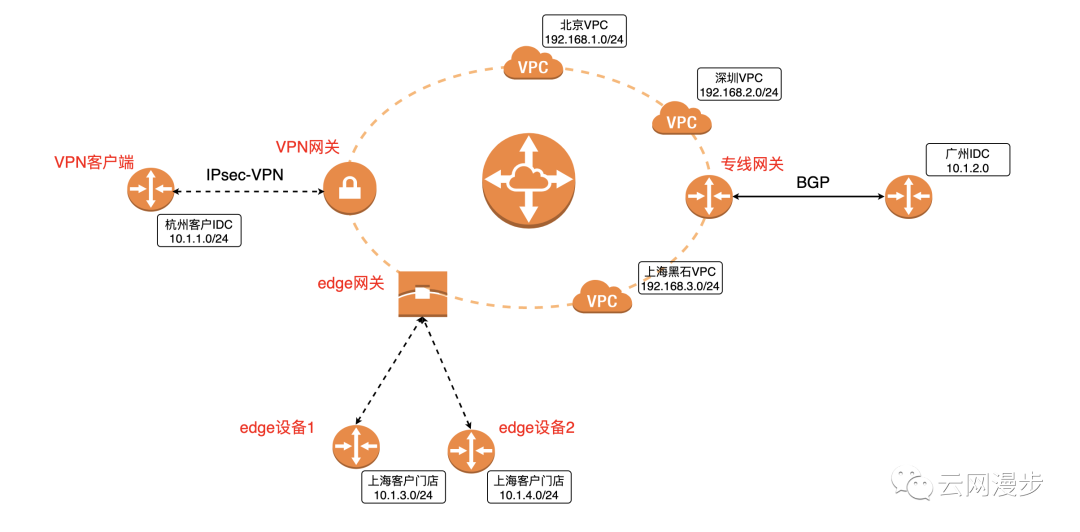 北京VPC
192.168.1.0/24
VPC
深圳VPC
192.168.2.0/24
VPC
VPN网关
VPN客户端
IPsec-VPN
杭州客户IDC
10.1.1.0/24
专线网关
BGP
广州IDC
10.1.2.0
edge网关
上海黑石VPC
192.168.3.0/24
VPC
edge设备1
edge设备2
上海客户门店
10.1.3.0/24
上海客户门店
10.1.4.0/24
云网漫步